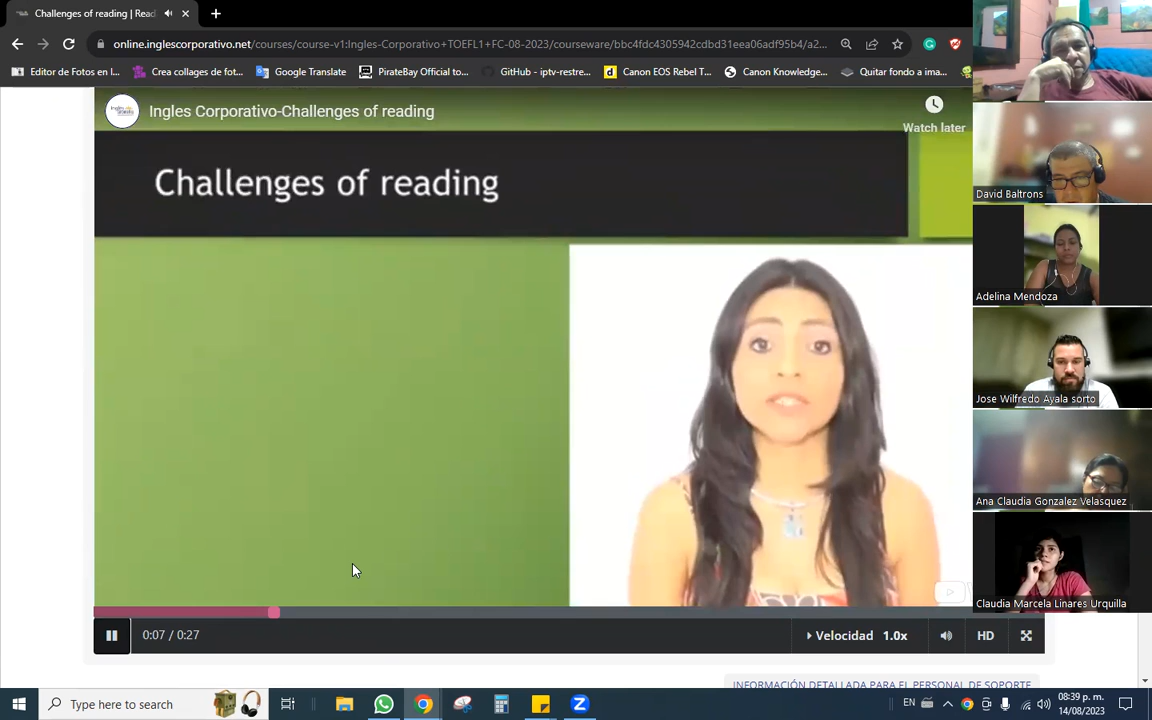 Challenges of reading | Read
online.inglescorporativo.net/courses/course-v1:Ingles-Corporativo+TOEFL1+FC-08-2023/courseware/bbc4fdc4305942cdbd31eea06adf95b4/a2...
Editor de Fotos en l...
Crea collages de fot...
Google Translate
PirateBay Official to...
GitHub - iptv-restre...
Canon EOS Rebel T...
Canon Knowledge...
Quitar fondo a ima...
Ingles Corporativo-Challenges of reading
Watch later
Challenges of reading
David Baltrons
Adelina Mendoza
Jose Wilfredo Ayala sorto
Ana Claudia Gonzalez Velasquez
Claudia Marcela Linares Urquilla
0:07 / 0:27
Velocidad 1.0x
HD
INFORMACIÓN DETALLADA PARA EL PERSONAL DE SOPORTE
Type here to search
EN
08:39 p. m.
14/08/2023